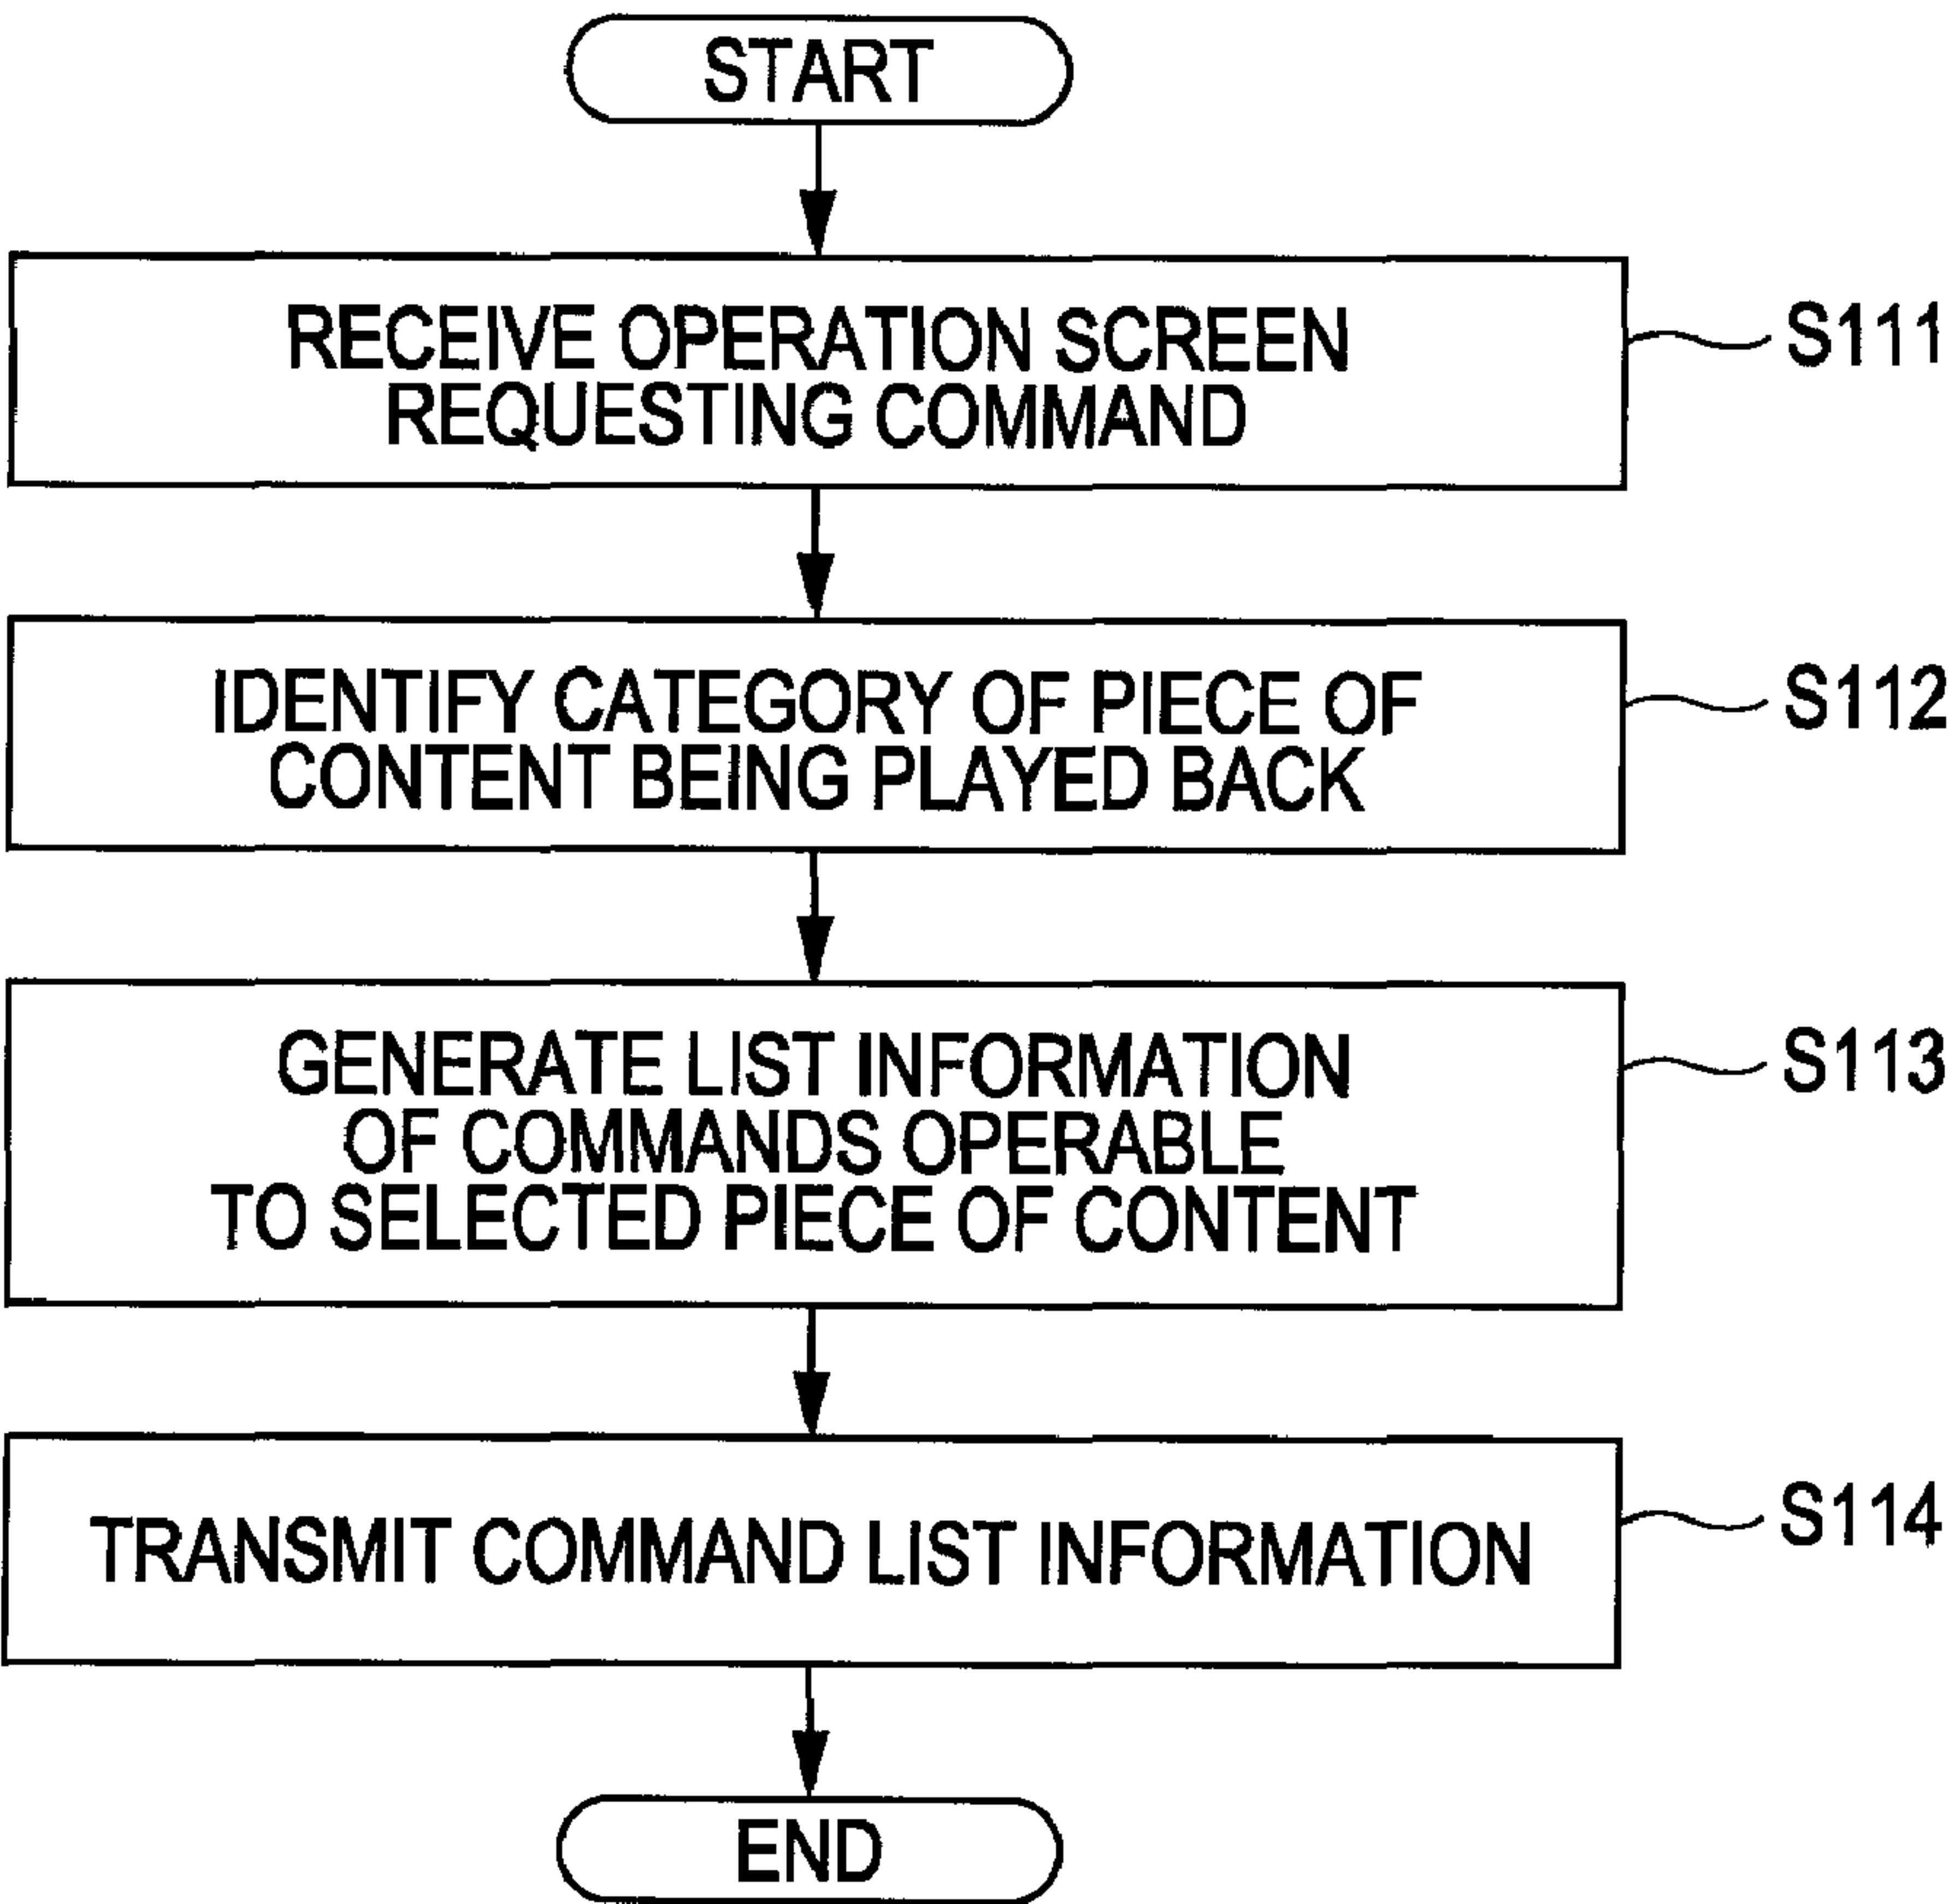 START
RECEIVE OPERATION SCREEN
REQUESTING COMMAND
S111
IDENTIFY CATEGORY OF PIECE OF
CONTENT BEING PLAYED BACK
S112
GENERATE LIST INFORMATION
OF COMMANDS OPERABLE
TO SELECTED PIECE OF CONTENT
S113
TRANSMIT COMMAND LIST INFORMATION
S114
END